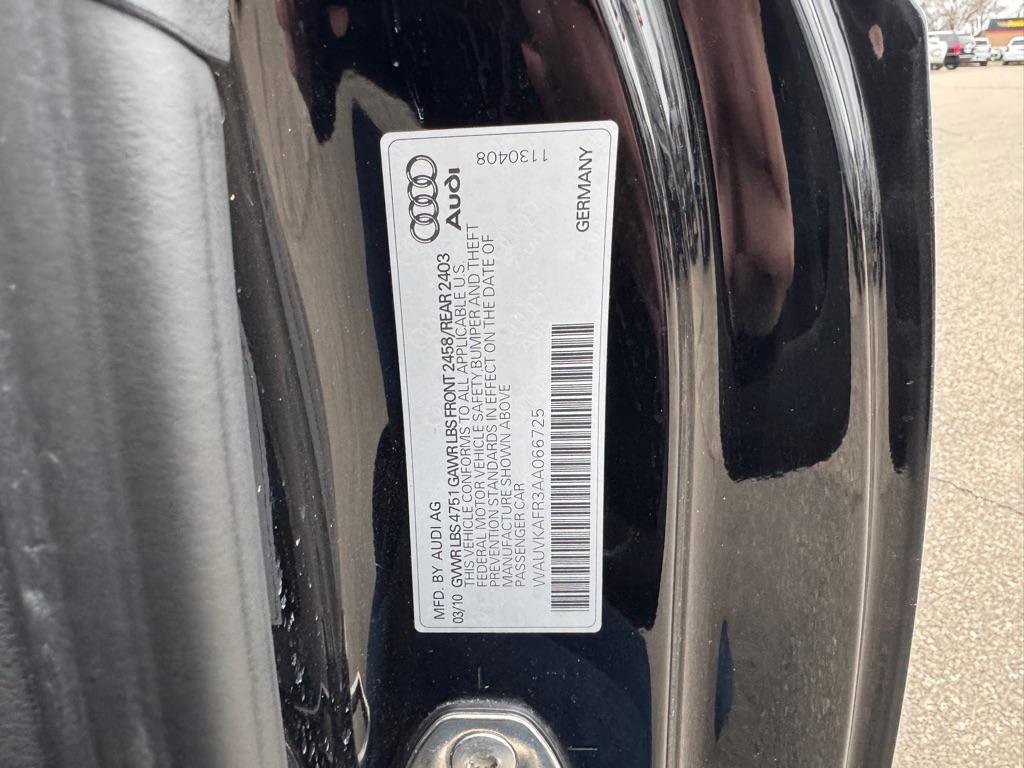 MFD. BY AUDI AG
03/10 GVWR LBS 4751 GAWR LBS FRONT 2458/REAR 2403
THIS VEHICLE CONFORMS TO ALL APPLICABLE U.S.
FEDERAL MOTOR VEHICLE SAFETY, BUMPER AND THEFT
PREVENTION STANDARDS IN EFFECT ON THE DATE OF
MANUFACTURE SHOWN ABOVE
PASSENGER CAR
WAUVKAFR3AA066725
Audi
1130408
GERMANY